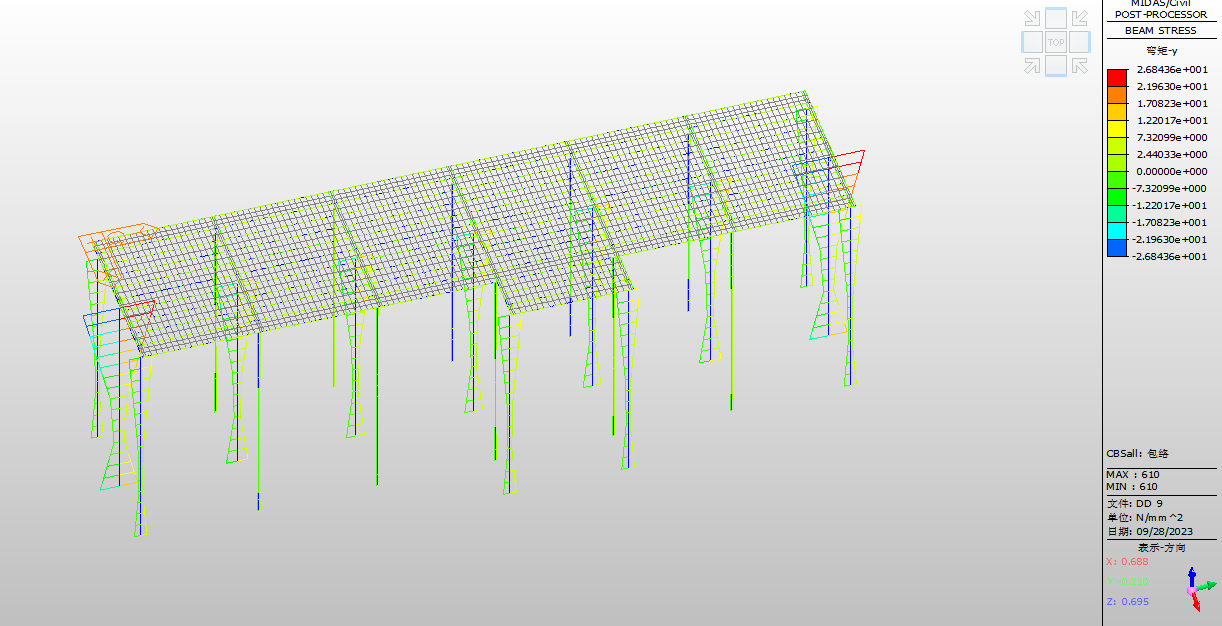 TOP
MIDAS/Civil
POST-PROCESSOR
BEAM STRESS
弯矩-y
2.68436e+001
2.19630e+001
1.70823e+001
1.22017e+001
7.32099e+000
2.44033e+000
0.00000e+000
-7.32099e+000
-1.22017e+001
-1.70823e+001
-2.19630e+001
-2.68436e+001
CBSall: 包络
MAX : 610
MIN : 610
文件: DD 9
单位: N/mm^2
日期: 09/28/2023
表示-方向
X: 0.688
Z: 0.695